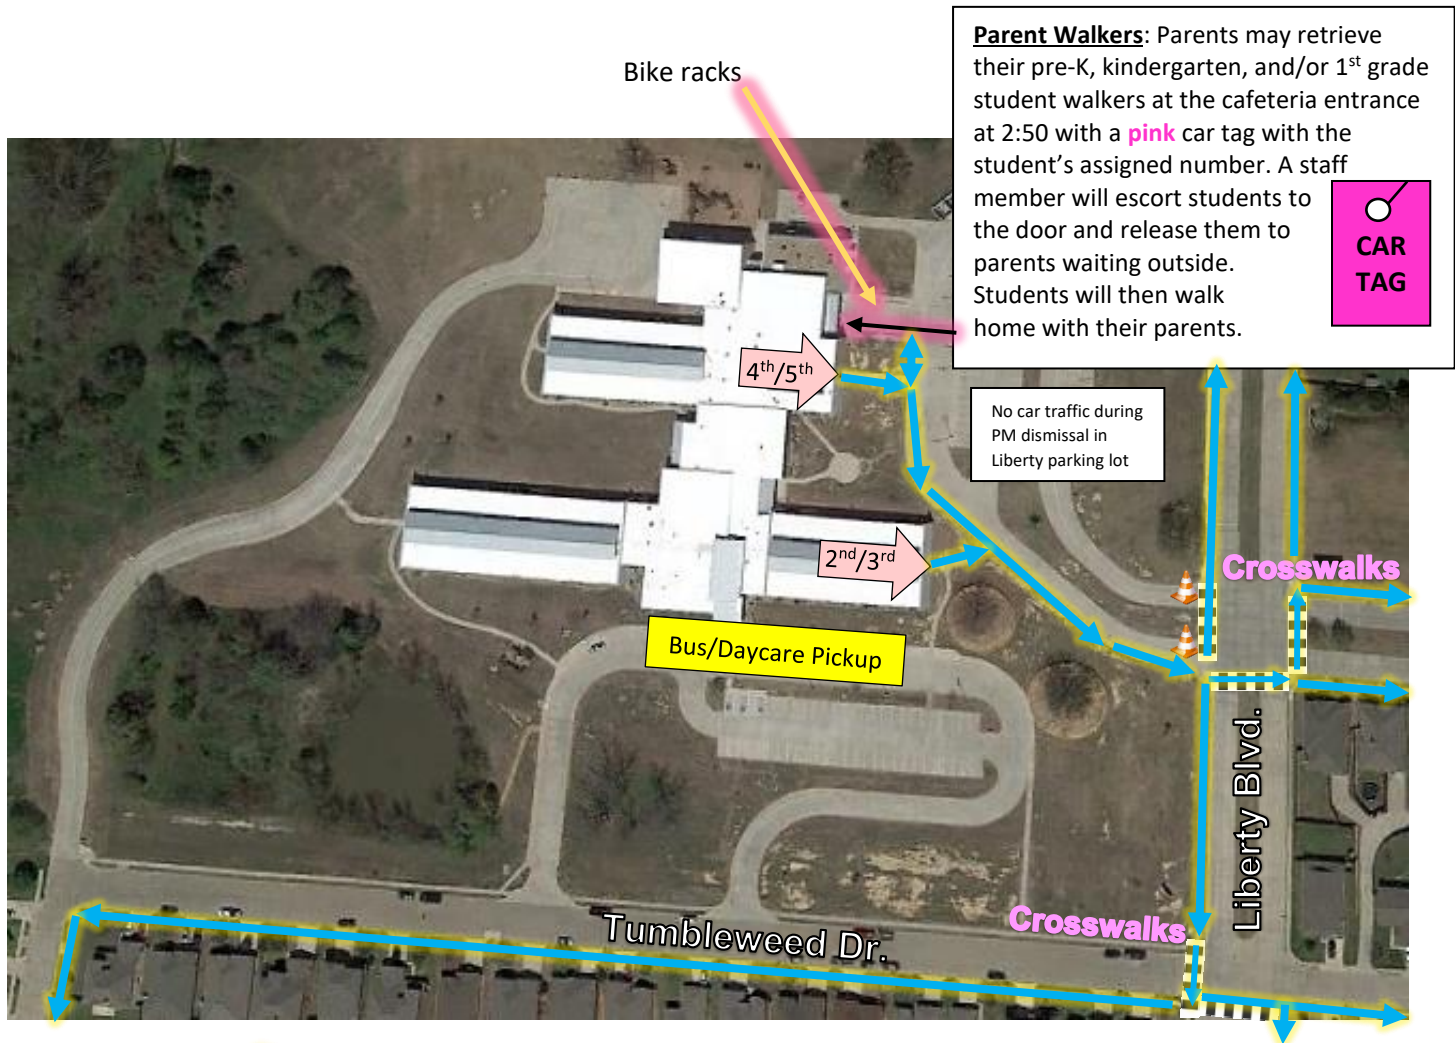 Bike racks
Parent Walkers: Parents may retrieve
their pre-K, kindergarten, and/or 1st grade
student walkers at the cafeteria entrance
at 2:50 with a pink car tag with the
student's assigned number. A staff
member will escort students to
the door and release them to
parents waiting outside.
Students will then walk
home with their parents.
CAR
TAG
4th/5th
No car traffic during
PM dismissal in
Liberty parking lot
2nd/3rd
Crosswalks
Bus/Daycare Pickup
Liberty Blvd.
Crosswalks
Tumbleweed Dr.